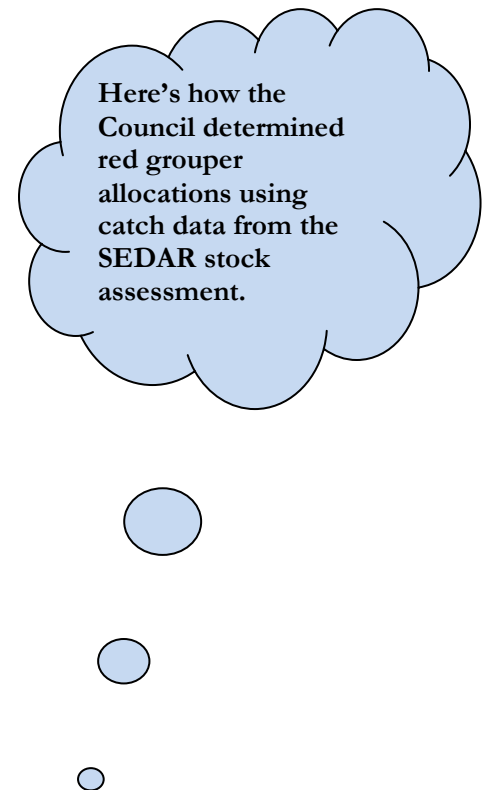 Here’s how the
Council determined
red grouper
allocations using
catch data from the
SEDAR stock
assessment.